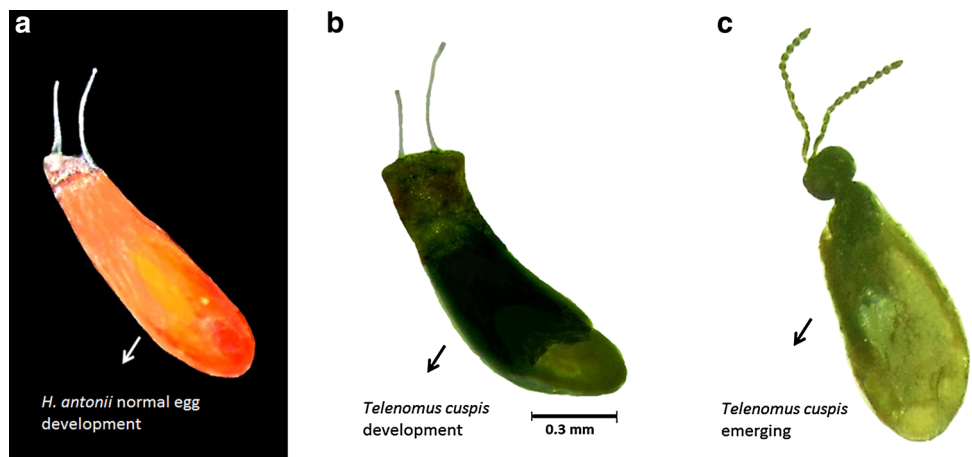 a
H. antonii normal egg
development
b
Telenomus cuspis
development
0.3 mm
c
Telenomus cuspis
emerging